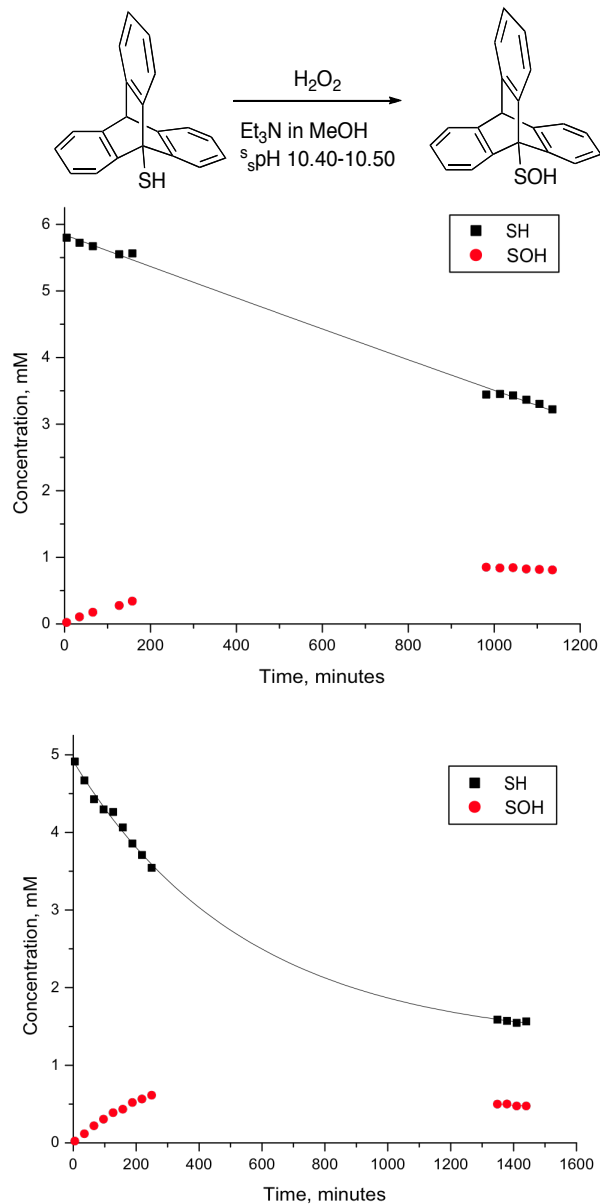 H₂O₂
Et₃N in MeOH
ˢₛpH 10.40-10.50
SH
SOH
SH
SOH
6
5
4
3
2
1
0
Concentration, mM
0 200 400 600 800 1000 1200
Time, minutes
SH
SOH
5
4
3
2
1
0
Concentration, mM
0 200 400 600 800 1000 1200 1400 1600
Time, minutes